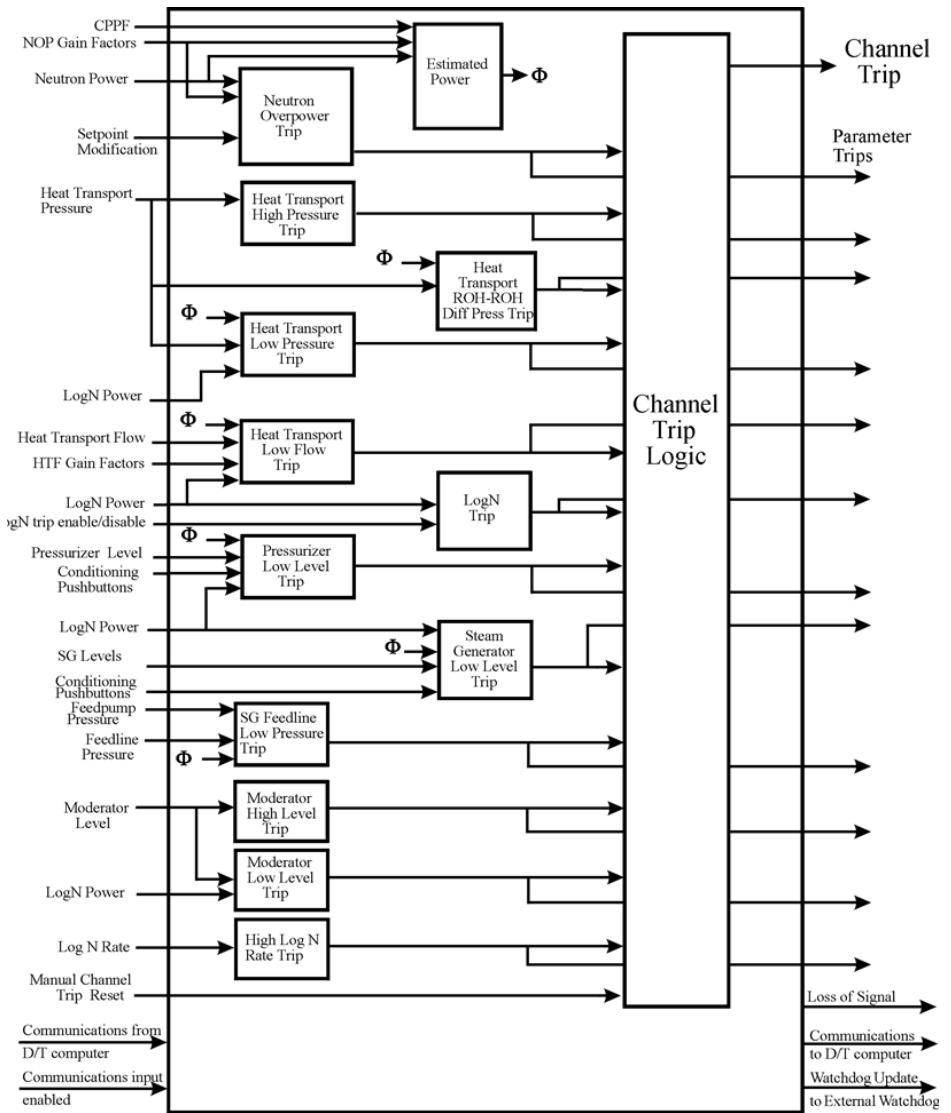 CPPF
NOP Gain Factors
Neutron Power
Setpoint
Modification
Heat Transport
Pressure
LogN Power
Heat Transport Flow
HTF Gain Factors
LogN Power
ogN trip enable/disable
Pressurizer Level
Conditioning
Pushbuttons
LogN Power
SG Levels
Conditioning
Pushbuttons
Feedpump
Pressure
Feedline
Pressure
Moderator
Level
LogN Power
Log N Rate
Manual Channel
Trip Reset
Communications from
D/T computer
Communications input
enabled
Estimated
Power
Φ
Neutron
Overpower
Trip
Heat Transport
High Pressure
Trip
Φ
Heat
Transport
ROH-ROH
Diff Press Trip
Φ
Heat Transport
Low Pressure
Trip
Φ
Heat Transport
Low Flow
Trip
LogN
Trip
Φ
Pressurizer
Low Level
Trip
Φ
Steam
Generator
Low Level
Trip
SG Feedline
Low Pressure
Trip
Φ
Moderator
High Level
Trip
Moderator
Low Level
Trip
High Log N
Rate Trip
Channel
Trip
Logic
Channel
Trip
Parameter
Trips
Loss of Signal
Communications
to D/T computer
Watchdog Update
to External Watchdog